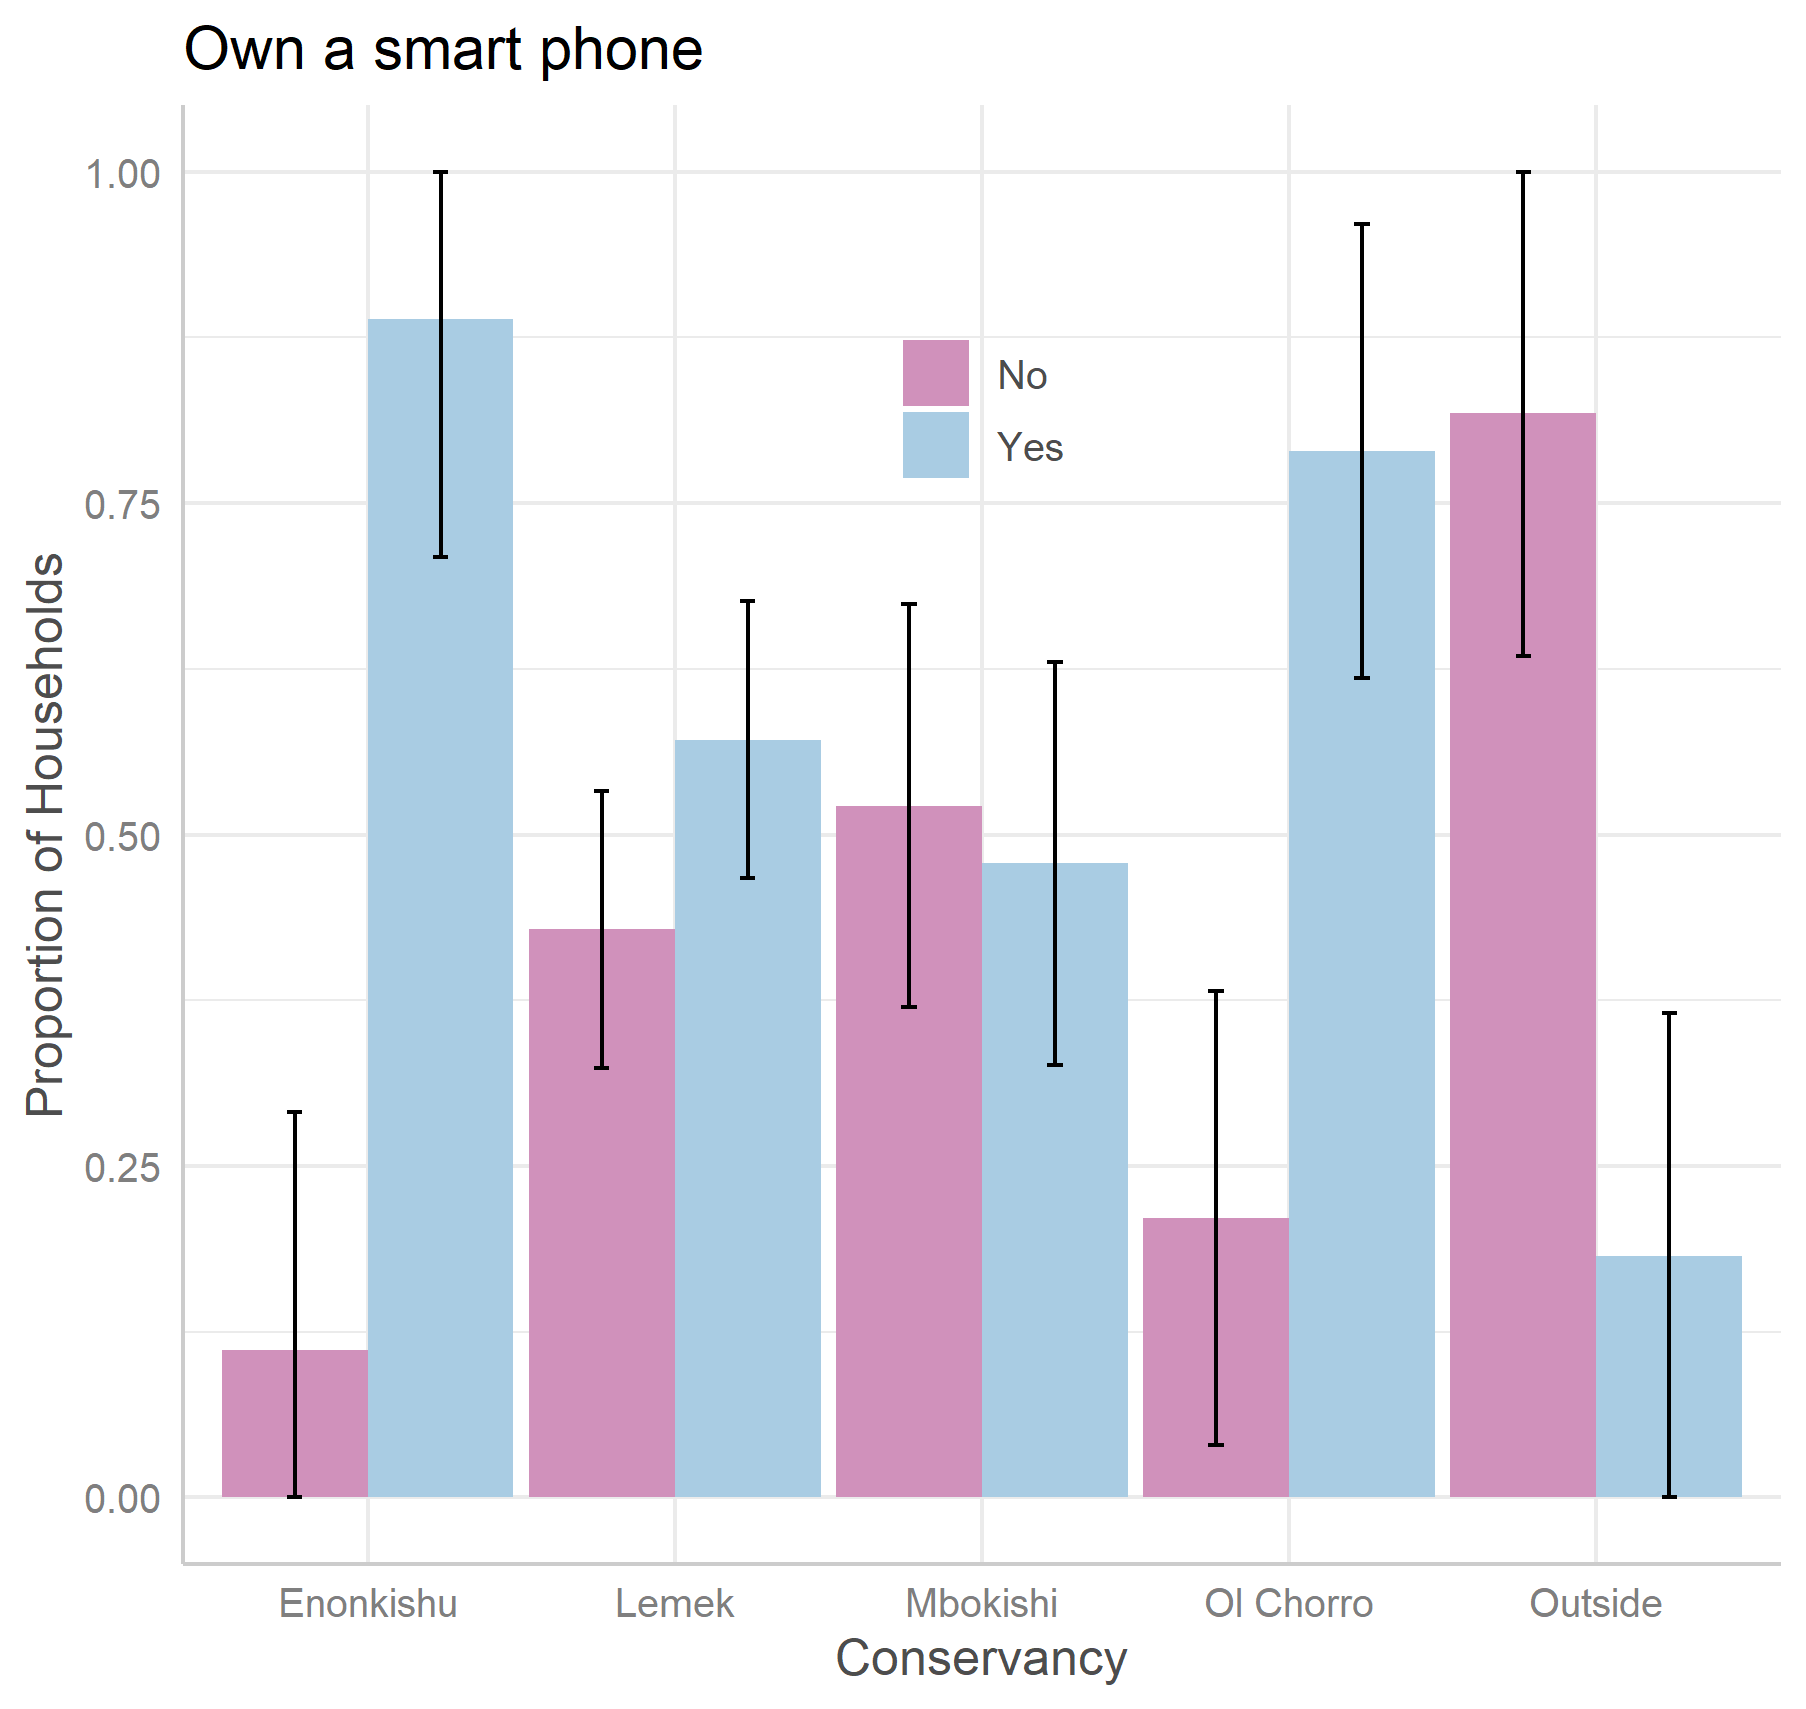 Own a smart phone
1.00
0.75
0.50
0.25
0.00
Proportion of Households
No
Yes
Enonkishu
Lemek
Mbokishi
Ol Chorro
Outside
Conservancy